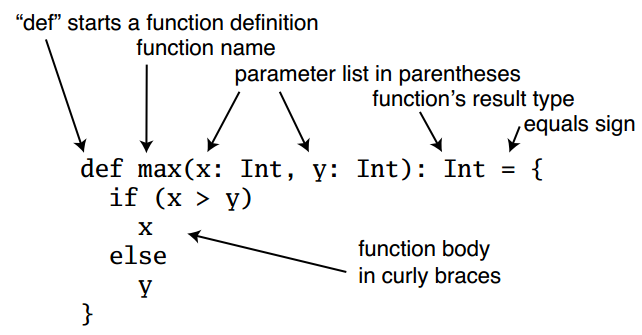 “def” starts a function definition
function name
parameter list in parentheses
function’s result type
equals sign
def max(x: Int, y: Int): Int = {
if (x > y)
x
else
y
}
function body
in curly braces